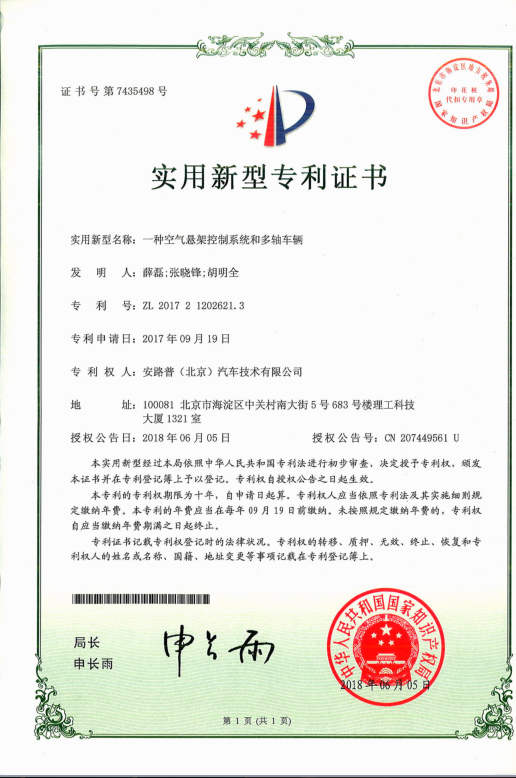 证书号第7435498号
北京市海淀区地方税务局
印花税
代扣专用章
国家知识产权局
实用新型专利证书
实用新型名称：一种空气悬架控制系统和多轴车辆
发明人：薛磊;张晓锋;胡明全
专利号：ZL 2017 2 1202621.3
专利申请日：2017年09月19日
专利权人：安路普（北京）汽车技术有限公司
地址：100081 北京市海淀区中关村南大街5号683号楼理工科技
大厦1321室
授权公告日：2018年06月05日 授权公告号：CN 207449561 U
本实用新型经过本局依照中华人民共和国专利法进行初步审查，决定授予专利权，颁发
本证书并在专利登记簿上予以登记。专利权自授权公告之日起生效。
本专利的专利权期限为十年，自申请日起算。专利权人应当依照专利法及其实施细则规
定缴纳年费。本专利的年费应当在每年09月19日前缴纳。未按照规定缴纳年费的，专利权
自应当缴纳年费期满之日起终止。
专利证书记载专利权登记时的法律状况。专利权的转移、质押、无效、终止、恢复和专
利权人的姓名或名称、国籍、地址变更等事项记载在专利登记簿上。
局长
申长雨
申长雨
中华人民共和国国家知识产权局
2018年06月05日
第1页（共1页）